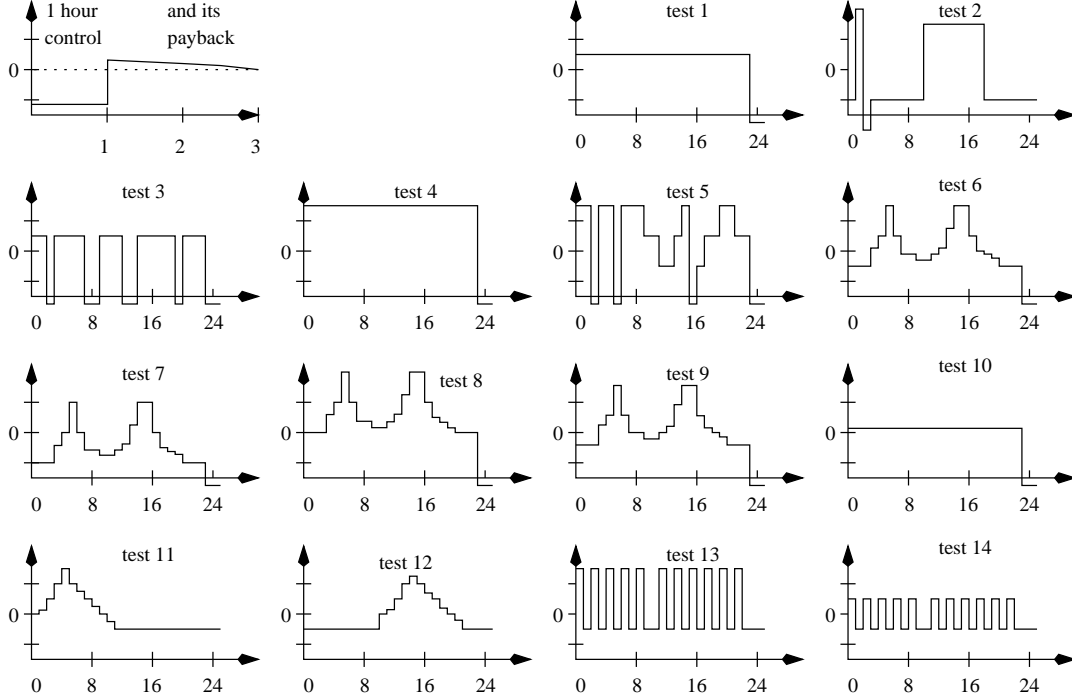 1 hour and its test 1 test 2
control payback
0 0 0
1 2 3 0 8 16 24 0 8 16 24
test 3 test 4 test 5 test 6
0 0 0 0
0 8 16 24 0 8 16 24 0 8 16 24 0 8 16 24
test 7 test 8 test 9 test 10
0 0 0 0
0 8 16 24 0 8 16 24 0 8 16 24 0 8 16 24
test 11 test 12 test 13 test 14
0 0 0 0
0 8 16 24 0 8 16 24 0 8 16 24 0 8 16 24